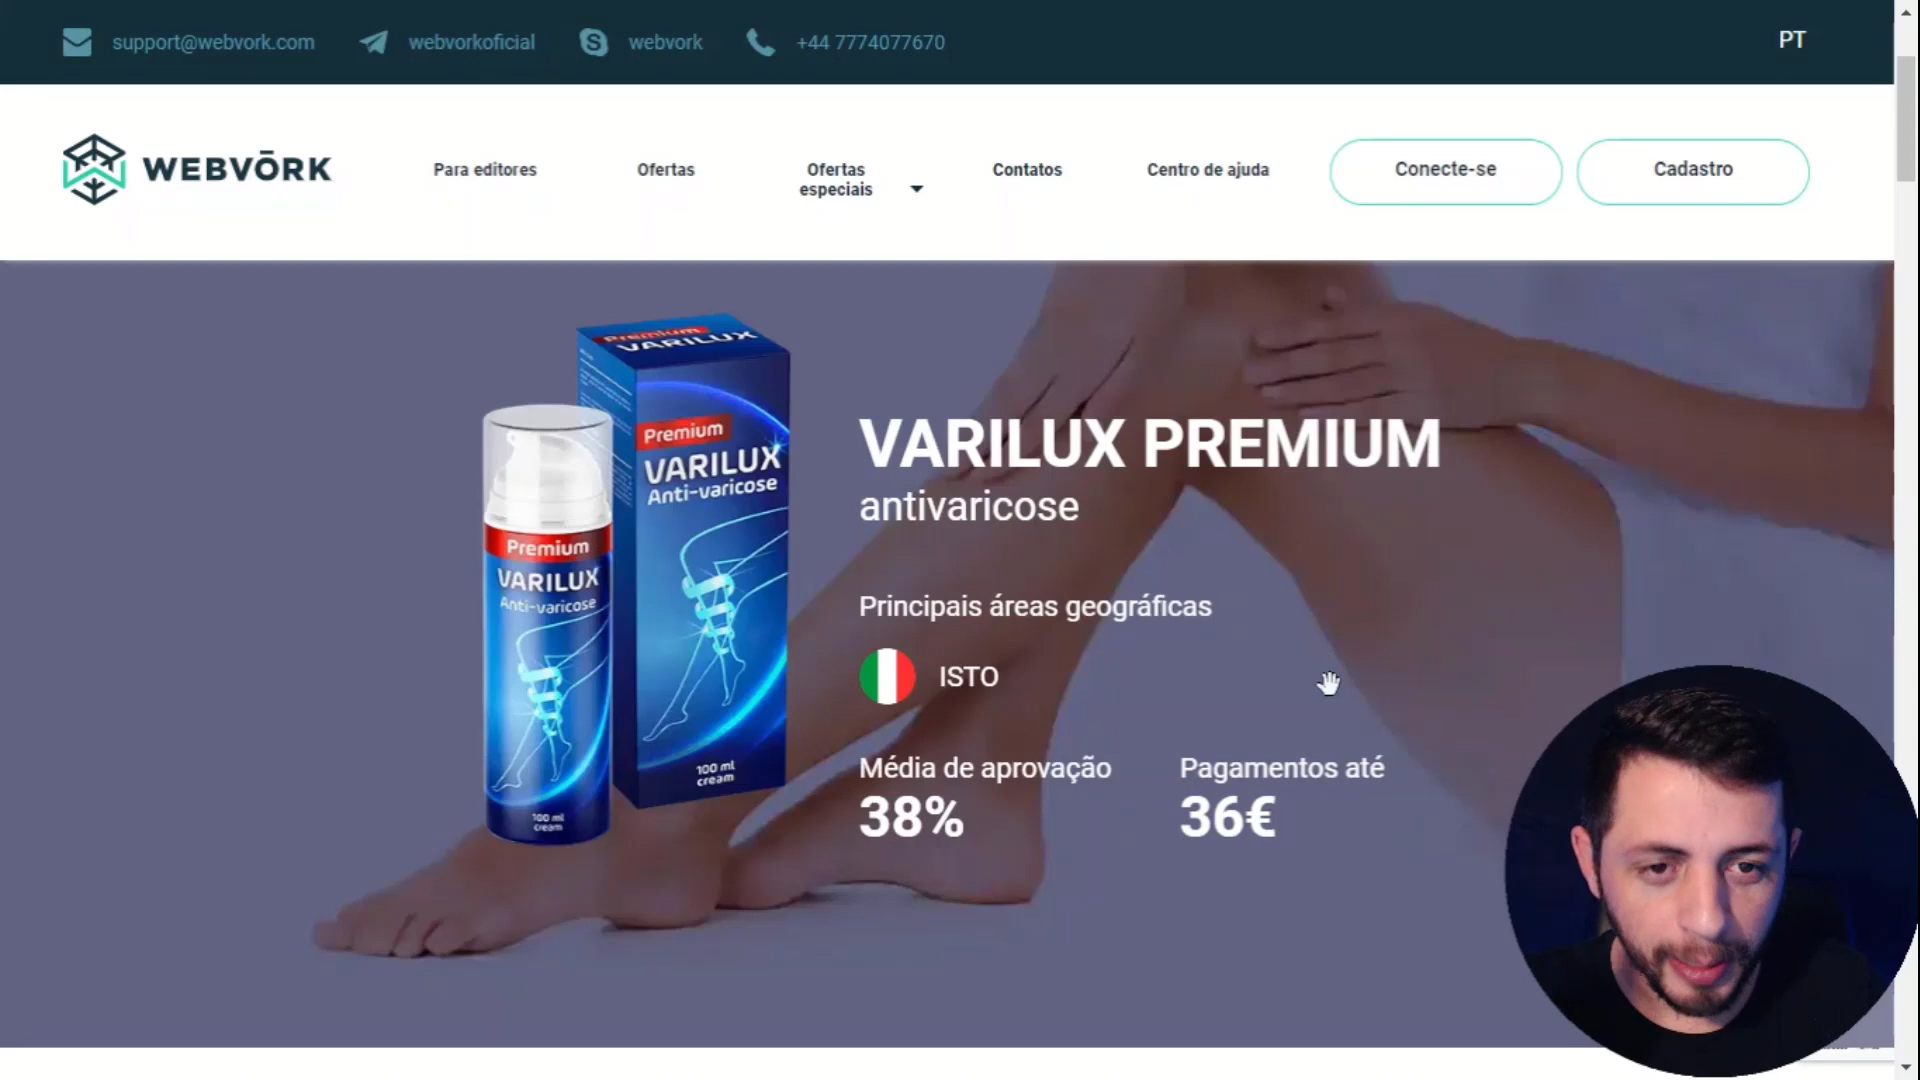 support@webvork.com
webvorkoficial
webvork
+44 7774077670
PT
WEBVŌRK
Para editores
Ofertas
Ofertas
especiais
Contatos
Centro de ajuda
Conecte-se
Cadastro
Premium
VARILUX
Premium
VARILUX
Anti-varicose
100 ml
cream
Premium
VARILUX
Anti-varicose
100 ml
cream
VARILUX PREMIUM
antivaricose
Principais áreas geográficas
ISTO
Média de aprovação
38%
Pagamentos até
36€